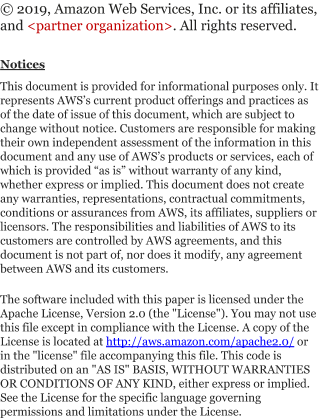 © 2019, Amazon Web Services, Inc. or its affiliates,
and <partner organization>. All rights reserved.
Notices
This document is provided for informational purposes only. It
represents AWS's current product offerings and practices as
of the date of issue of this document, which are subject to
change without notice. Customers are responsible for making
their own independent assessment of the information in this
document and any use of AWS's products or services, each of
which is provided “as is” without warranty of any kind,
whether express or implied. This document does not create
any warranties, representations, contractual commitments,
conditions or assurances from AWS, its affiliates, suppliers or
licensors. The responsibilities and liabilities of AWS to its
customers are controlled by AWS agreements, and this
document is not part of, nor does it modify, any agreement
between AWS and its customers.
The software included with this paper is licensed under the
Apache License, Version 2.0 (the "License"). You may not use
this file except in compliance with the License. A copy of the
License is located at http://aws.amazon.com/apache2.0/ or
in the "license" file accompanying this file. This code is
distributed on an "AS IS" BASIS, WITHOUT WARRANTIES
OR CONDITIONS OF ANY KIND, either express or implied.
See the License for the specific language governing
permissions and limitations under the License.